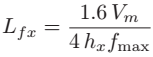 L_{fx} = \frac{1.6 \, V_m}{4 \, h_x f_{\max}}